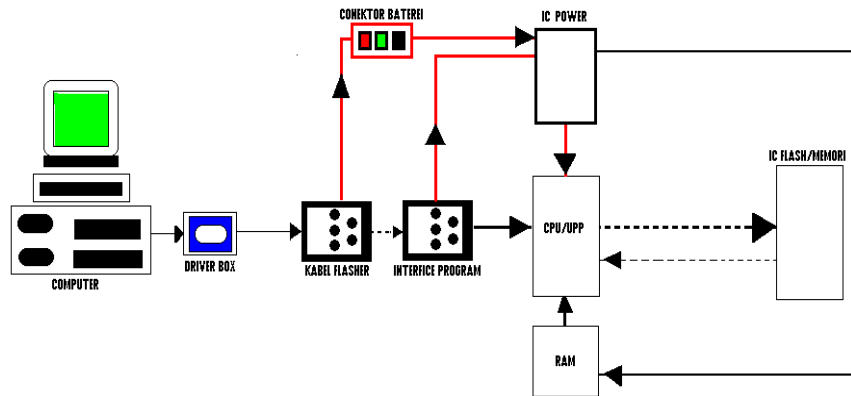 CONEKTOR BATEREI
IC POWER
IC FLASH/MEMORI
CPU/UPP
COMPUTER
DRIVER BOX
KABEL FLASHER
INTERFICE PROGRAM
RAM